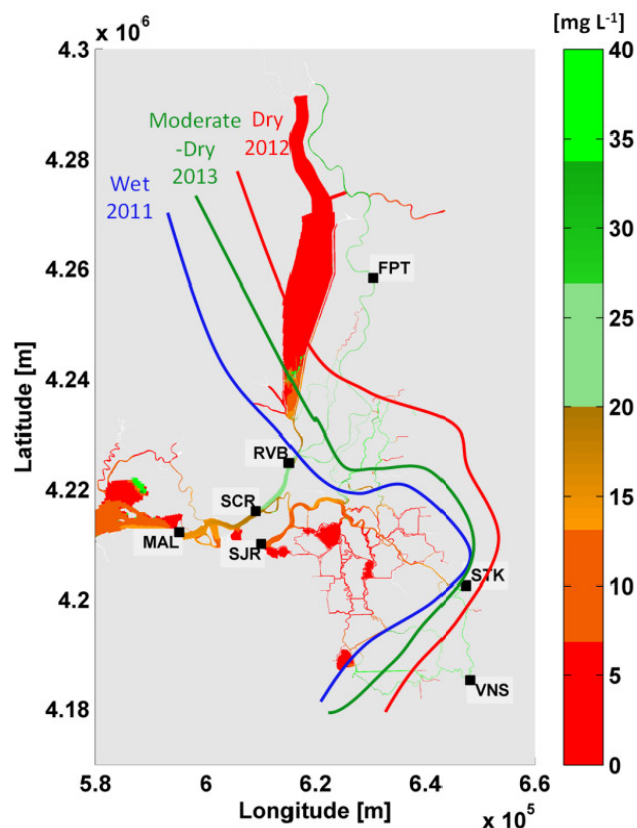 [mg L-1]
4.3 x 10^6
40
35
30
25
20
15
10
5
0
4.28
4.26
4.24
4.22
4.2
4.18
Latitude [m]
Moderate
-Dry
2013
Dry
2012
Wet
2011
FPT
RVB
SCR
MAL
SJR
STK
VNS
5.8
6
6.2
6.4
6.6
Longitude [m]
x 10^5